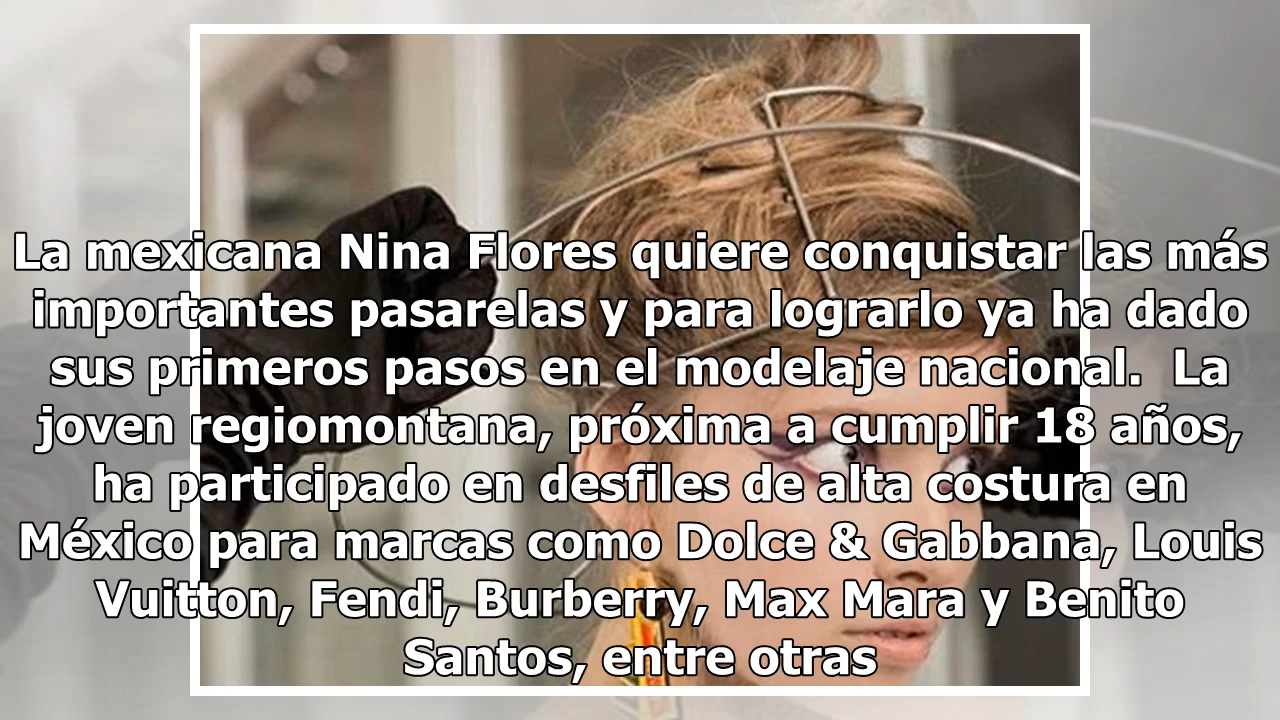 La mexicana Nina Flores quiere conquistar las más
importantes pasarelas y para lograrlo ya ha dado
sus primeros pasos en el modelaje nacional.  La
joven regiomontana, próxima a cumplir 18 años,
ha participado en desfiles de alta costura en
México para marcas como Dolce & Gabbana, Louis
Vuitton, Fendi, Burberry, Max Mara y Benito
Santos, entre otras